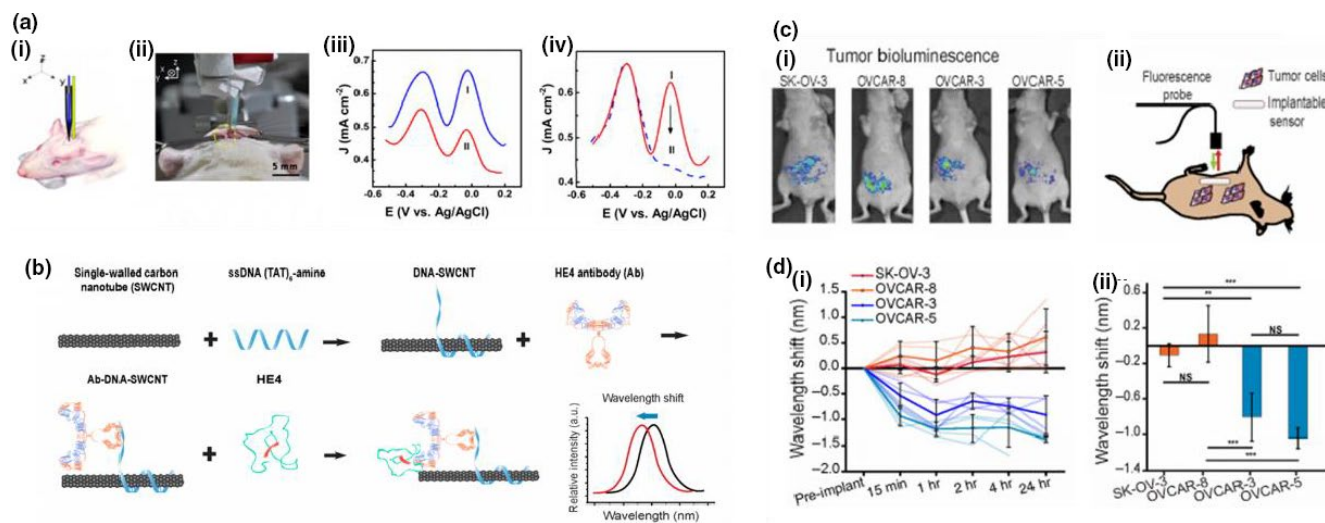 (a)
(i)
z
x
y
(ii)
x
y
z
5 mm
(iii)
J (mA cm⁻²)
0.6
0.5
0.4
I
II
-0.6 -0.4 -0.2 0.0 0.2
E (V vs. Ag/AgCl)
(iv)
J (mA cm⁻²)
0.7
0.6
0.5
0.4
I
II
-0.6 -0.4 -0.2 0.0 0.2
E (V vs. Ag/AgCl)
(b)
Single-walled carbon
nanotube (SWCNT)
+
ssDNA (TAT)₆-amine
DNA-SWCNT
+
HE4 antibody (Ab)
Ab-DNA-SWCNT
+
HE4
Wavelength shift
Relative intensity (a.u.)
Wavelength (nm)
(c)
(i)
Tumor bioluminescence
SK-OV-3 OVCAR-8 OVCAR-3 OVCAR-5
(ii)
Fluorescence
probe
Tumor cells
Implantable
sensor
(d)
(i)
SK-OV-3
OVCAR-8
OVCAR-3
OVCAR-5
Wavelength shift (nm)
1.5
1.0
0.5
0
−0.5
−1.0
−1.5
−2.0
Pre-implant 15 min 1 hr 2 hr 4 hr 24 hr
(ii)
Wavelength shift (nm)
0.6
0.2
−0.2
−0.6
−1.0
−1.4
***
**
NS
NS
***
***
SK-OV-3 OVCAR-8 OVCAR-3 OVCAR-5